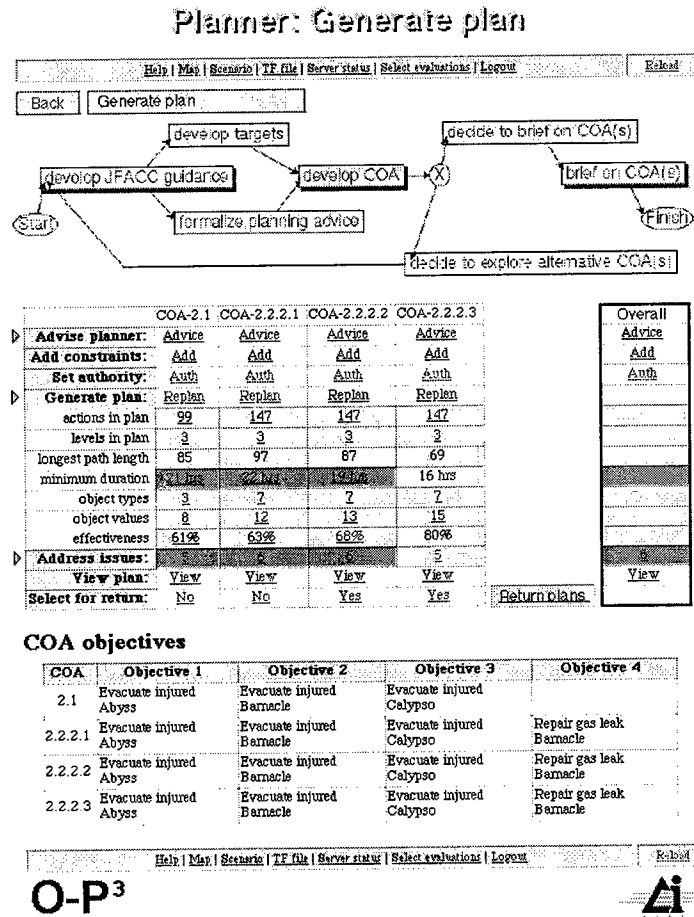 Planner: Generate plan
Help | Map | Scenario | TF file | Server status | Select evaluations | Logout Reload
Back Generate plan
develop targets decide to brief on COA(s)
develop JFACC guidance develop COA X brief on COA(s)
Start formalize planning advice Finish
decide to explore alternative COA(s)
COA-2.1 COA-2.2.2.1 COA-2.2.2.2 COA-2.2.2.3 Overall
Advise planner: Advice Advice Advice Advice Advice
Add constraints: Add Add Add Add Add
Set authority: Auth Auth Auth Auth Auth
Generate plan: Replan Replan Replan Replan
actions in plan 99 147 147 147
levels in plan 3 3 3 3
longest path length 85 97 87 69
minimum duration 21 hrs 22 hrs 19 hrs 16 hrs
object types 3 7 7 7
object values 8 12 13 15
effectiveness 61% 63% 68% 80%
Address issues: 6 5
View plan: View View View View View
Select for return: No No Yes Yes Return plans
COA objectives
COA Objective 1 Objective 2 Objective 3 Objective 4
2.1 Evacuate injured Abyss Evacuate injured Barnacle Evacuate injured Calypso
2.2.2.1 Evacuate injured Abyss Evacuate injured Barnacle Evacuate injured Calypso Repair gas leak Barnacle
2.2.2.2 Evacuate injured Abyss Evacuate injured Barnacle Evacuate injured Calypso Repair gas leak Barnacle
2.2.2.3 Evacuate injured Abyss Evacuate injured Barnacle Evacuate injured Calypso Repair gas leak Barnacle
Help | Map | Scenario | TF file | Server status | Select evaluations | Logout Reload
O-P³ Ai